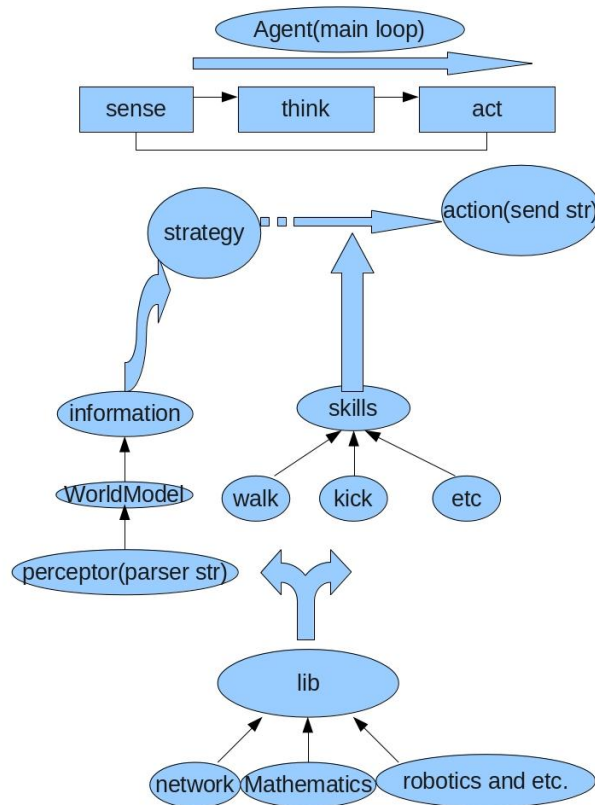 Agent(main loop)
sense
think
act
strategy
action(send str)
information
skills
WorldModel
walk
kick
etc
perceptor(parser str)
lib
network
Mathematics
robotics and etc.